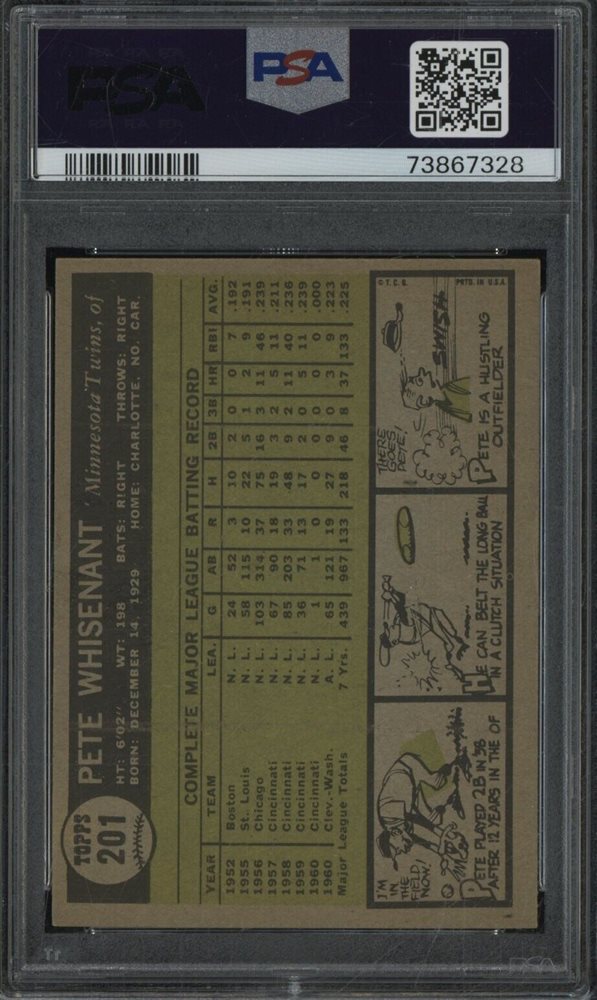 PSA
PSA
73867328
TOPPS
201
PETE WHISENANT Minnesota Twins, of
HT: 6'02" WT: 198 BATS: RIGHT THROWS: RIGHT
BORN: DECEMBER 14, 1929 HOME: CHARLOTTE, NO. CAR.
COMPLETE MAJOR LEAGUE BATTING RECORD
YEAR TEAM LEA. G AB R H 2B 3B HR RBI AVG.
1952 Boston N. L. 24 52 3 10 2 0 0 7 .192
1955 St. Louis N. L. 58 115 10 22 5 1 2 9 .191
1956 Chicago N. L. 103 314 37 75 16 3 11 46 .239
1957 Cincinnati N. L. 67 90 18 19 3 2 5 11 .211
1958 Cincinnati N. L. 85 203 33 48 9 2 11 40 .236
1959 Cincinnati N. L. 36 71 13 17 2 0 5 11 .239
1960 Cincinnati N. L. 1 1 0 0 0 0 0 0 .000
1960 Clev.-Wash. A. L. 65 121 19 27 9 0 3 9 .223
Major League Totals 7 Yrs. 439 967 133 218 46 8 37 133 .225
I'M
IN
THE
FIELD
NOW!
PETE PLAYED 2B IN '38
AFTER 12 YEARS IN THE OF
HE CAN BELT THE LONG BALL
IN A CLUTCH SITUATION
© T. C. G. PRTD. IN U.S.A.
THERE
GOES
PETE!
SWISH
PETE IS A HUSTLING
OUTFIELDER
PSA